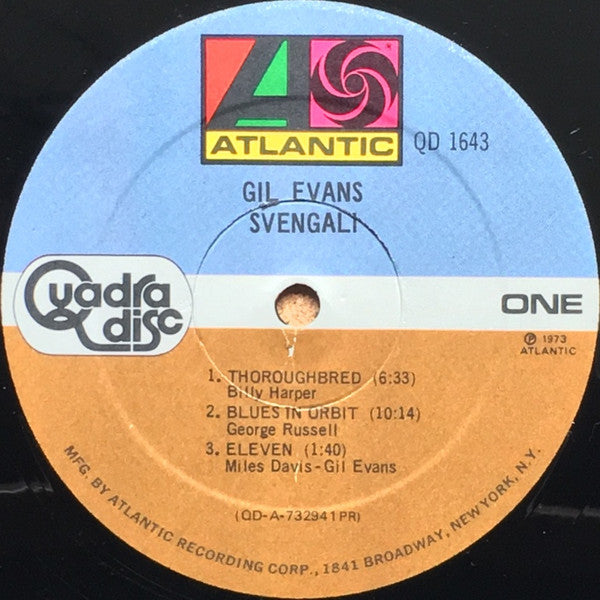 ATLANTIC
QD 1643
GIL EVANS
SVENGALI
Quadra
disc
ONE
℗ 1973
ATLANTIC
1. THOROUGHBRED (6:33)
Billy Harper
2. BLUES IN ORBIT (10:14)
George Russell
3. ELEVEN (1:40)
Miles Davis-Gil Evans
(QD-A-732941PR)
MFG. BY ATLANTIC RECORDING CORP., 1841 BROADWAY, NEW YORK, N.Y.